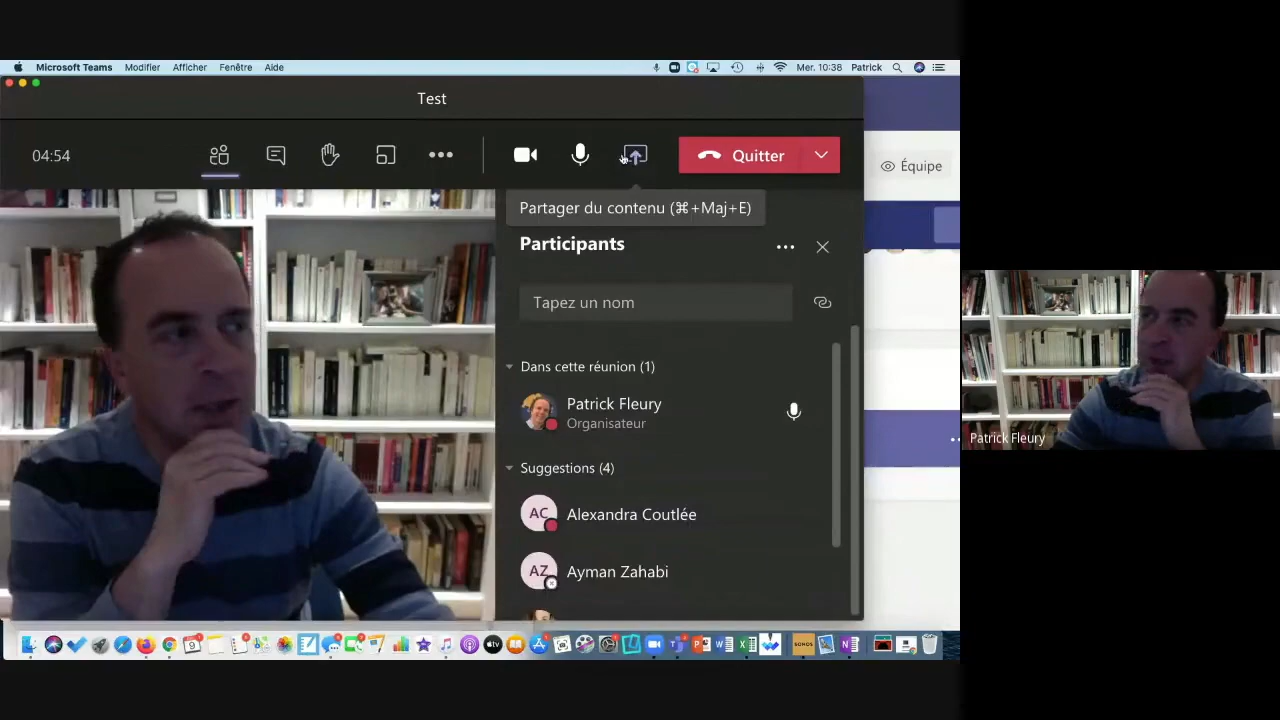 Microsoft Teams Modifier Afficher Fenêtre Aide Mer. 10:38 Patrick
Test
04:54
Quitter
Équipe
Partager du contenu (⌘+Maj+E)
Participants
Tapez un nom
Dans cette réunion (1)
Patrick Fleury
Organisateur
Suggestions (4)
AC Alexandra Coutlée
AZ Ayman Zahabi
Patrick Fleury
SONOS